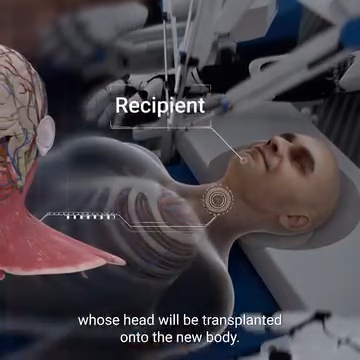 Recipient
whose head will be transplanted
onto the new body.